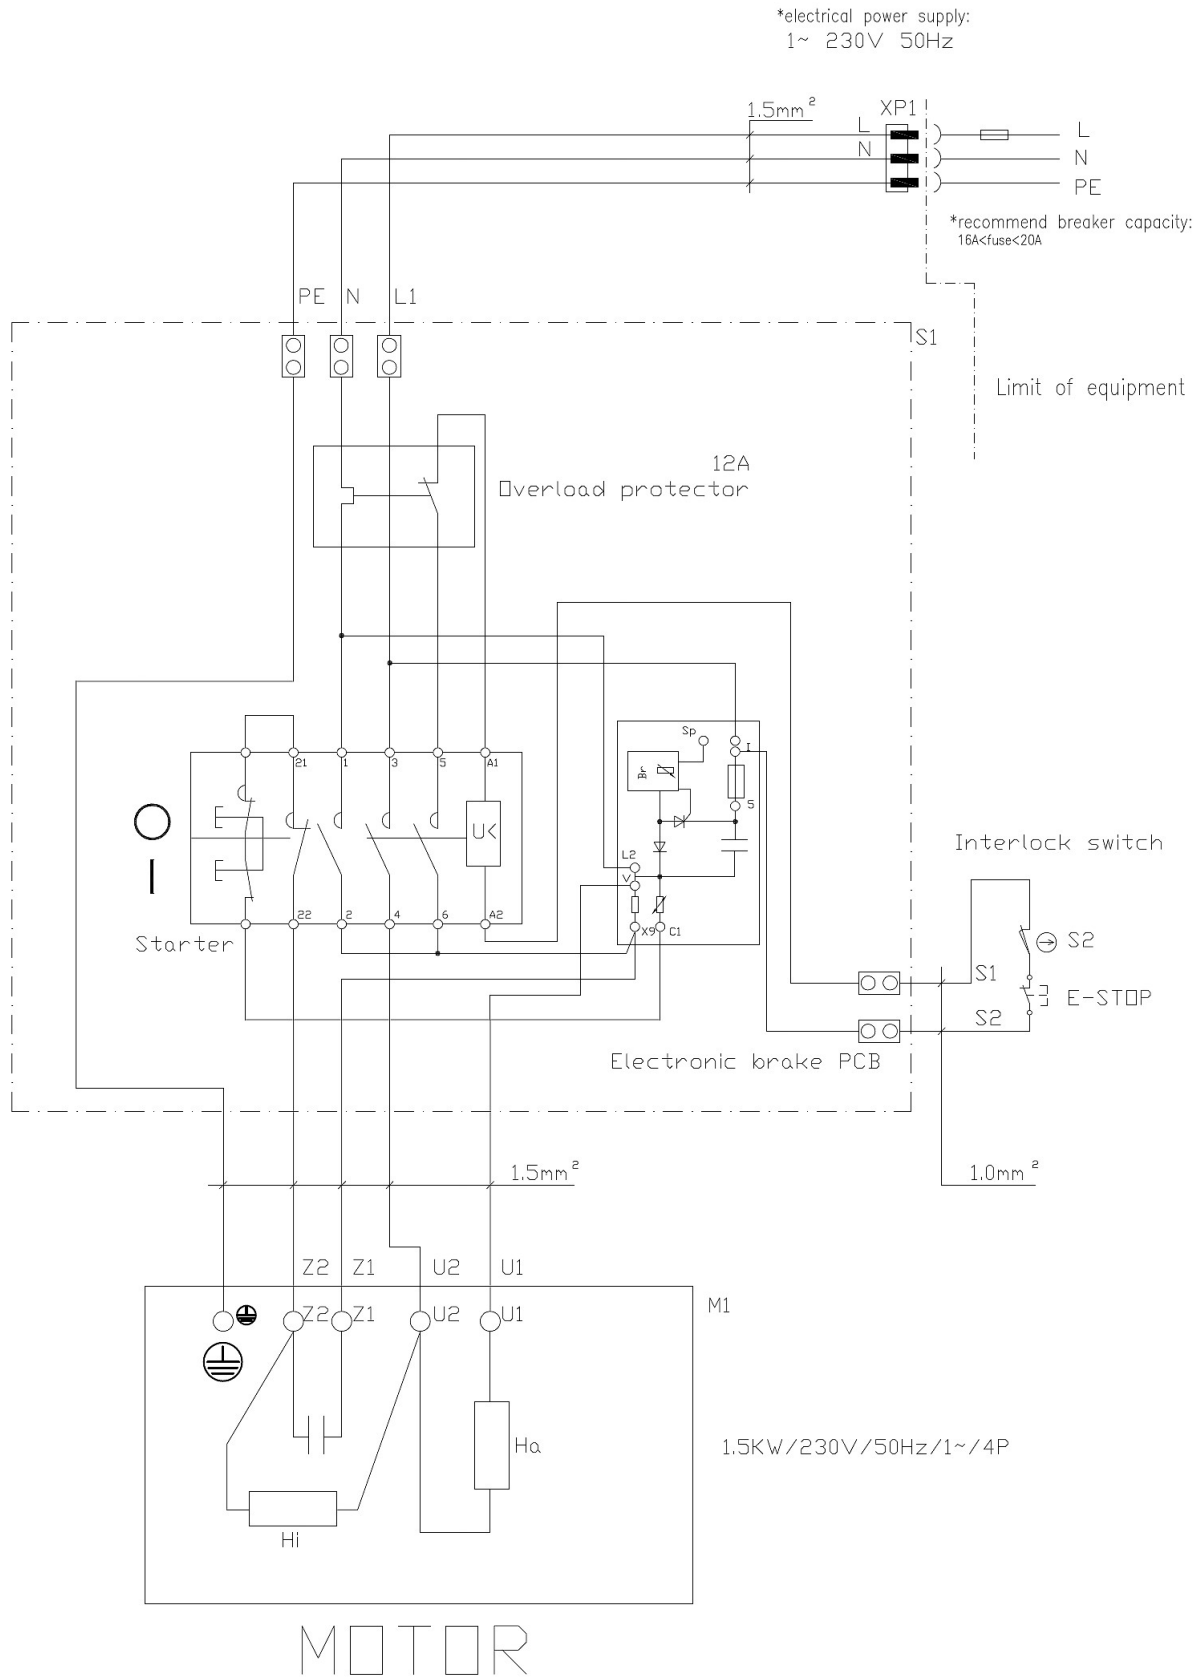 *electrical power supply:
1~ 230V 50Hz
1.5mm²
XP1
L
L
N
N
PE
*recommend breaker capacity:
16A<fuse<20A
PE N L1
S1
Limit of equipment
12A
Overload protector
Sp
I
Br
5
21 1 3 5 A1
U<
L2
V
X9 C1
22 2 4 6 A2
Starter
Interlock switch
S2
S1
E-STOP
S2
Electronic brake PCB
1.5mm²
1.0mm²
Z2 Z1 U2 U1
M1
Z2 Z1 U2 U1
Ha
1.5KW/230V/50Hz/1~/4P
Hi
MOTOR